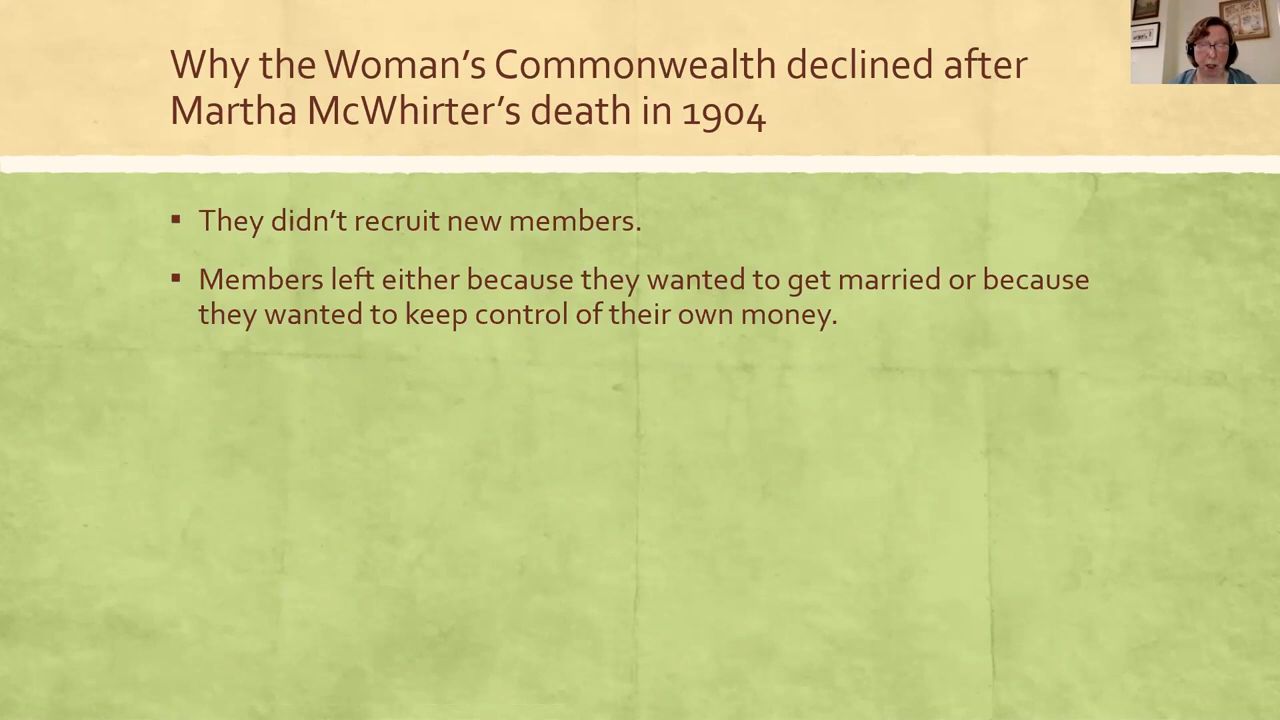 Why the Woman’s Commonwealth declined after
Martha McWhirter’s death in 1904
▪ They didn’t recruit new members.
▪ Members left either because they wanted to get married or because
they wanted to keep control of their own money.